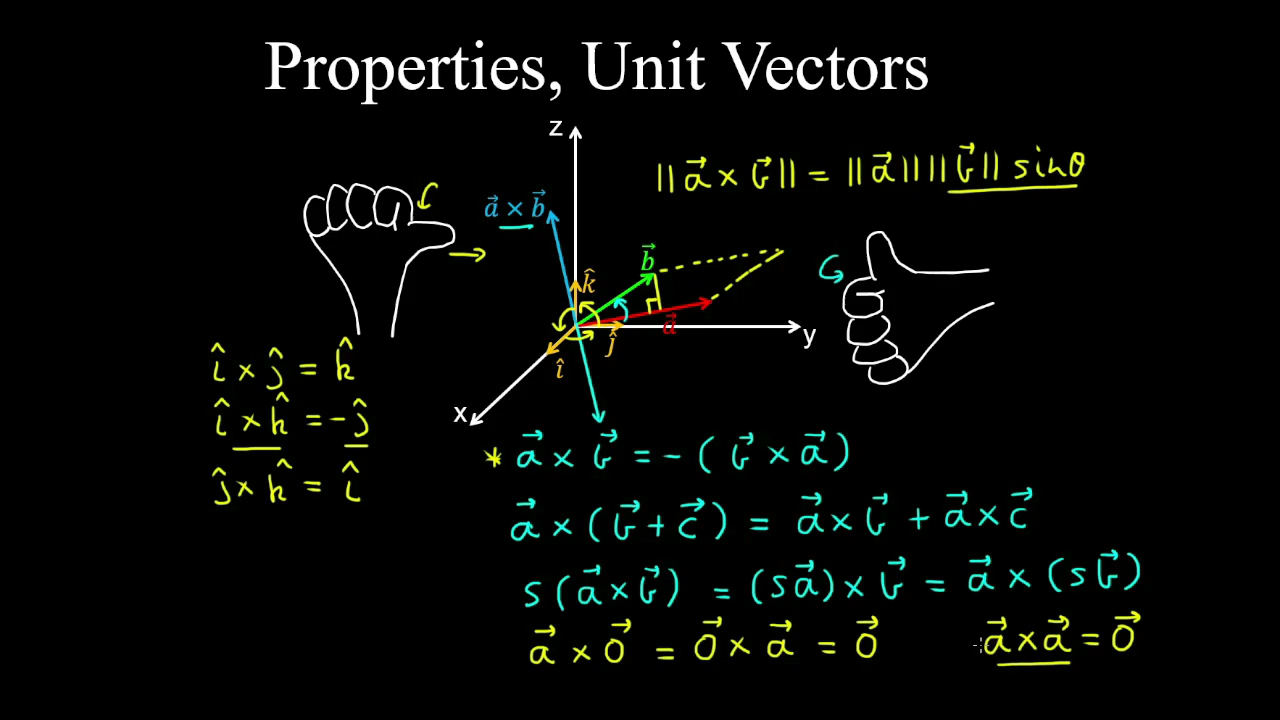 Properties, Unit Vectors
z
||a⃗ × b⃗|| = ||a⃗|| ||b⃗|| sinθ
a⃗ × b⃗
b⃗
k̂
a⃗
y
ĵ
î
x
î × ĵ = k̂
î × k̂ = -ĵ
ĵ × k̂ = î
* a⃗ × b⃗ = - (b⃗ × a⃗)
a⃗ × (b⃗ + c⃗) = a⃗ × b⃗ + a⃗ × c⃗
s(a⃗ × b⃗) = (sa⃗) × b⃗ = a⃗ × (sb⃗)
a⃗ × 0⃗ = 0⃗ × a⃗ = 0⃗ a⃗ × a⃗ = 0⃗